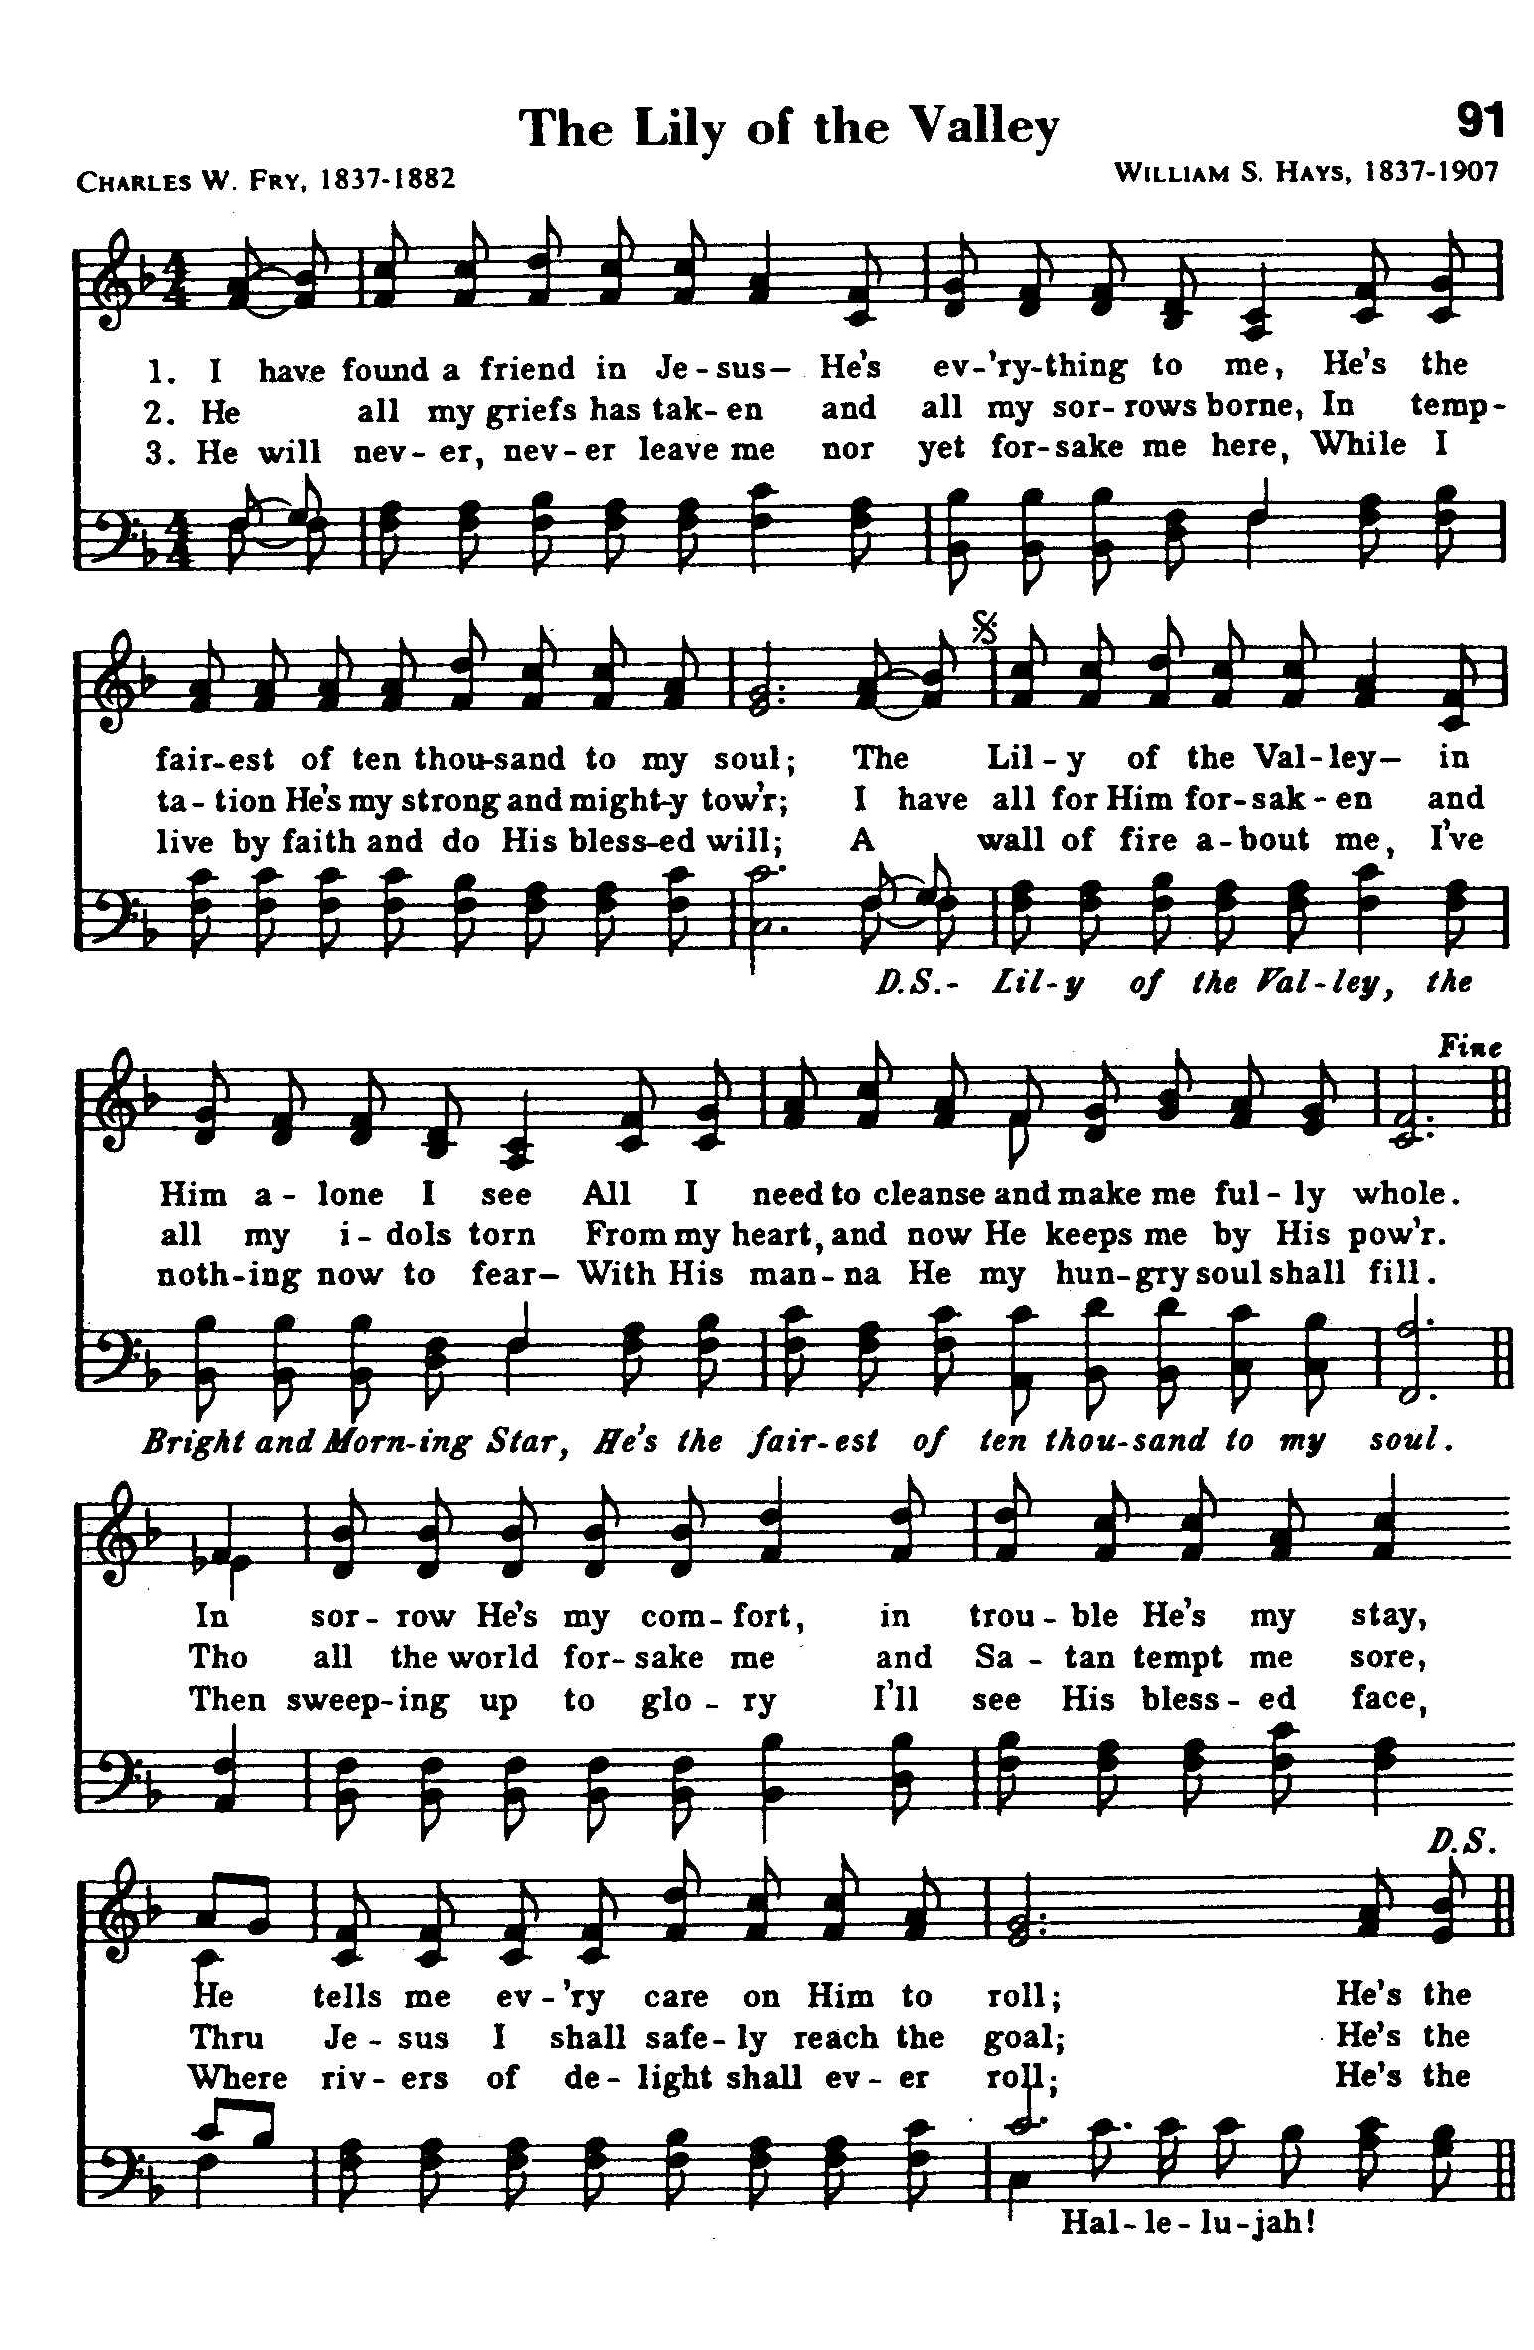 The Lily of the Valley 91
CHARLES W. FRY, 1837-1882 WILLIAM S. HAYS, 1837-1907
1. I have found a friend in Je-sus— He's ev-'ry-thing to me, He's the
2. He all my griefs has tak-en and all my sor-rows borne, In temp-
3. He will nev-er, nev-er leave me nor yet for-sake me here, While I
fair-est of ten thou-sand to my soul; The Lil-y of the Val-ley— in
ta-tion He's my strong and might-y tow'r; I have all for Him for-sak-en and
live by faith and do His bless-ed will; A wall of fire a-bout me, I've
D.S.- Lil-y of the Val-ley, the
Fine
Him a-lone I see All I need to cleanse and make me ful-ly whole.
all my i-dols torn From my heart, and now He keeps me by His pow'r.
noth-ing now to fear— With His man-na He my hun-gry soul shall fill.
Bright and Morn-ing Star, He's the fair-est of ten thou-sand to my soul.
In sor-row He's my com-fort, in trou-ble He's my stay,
Tho all the world for-sake me and Sa-tan tempt me sore,
Then sweep-ing up to glo-ry I'll see His bless-ed face,
D.S.
He tells me ev-'ry care on Him to roll; He's the
Thru Je-sus I shall safe-ly reach the goal; He's the
Where riv-ers of de-light shall ev-er roll; He's the
Hal-le-lu-jah!